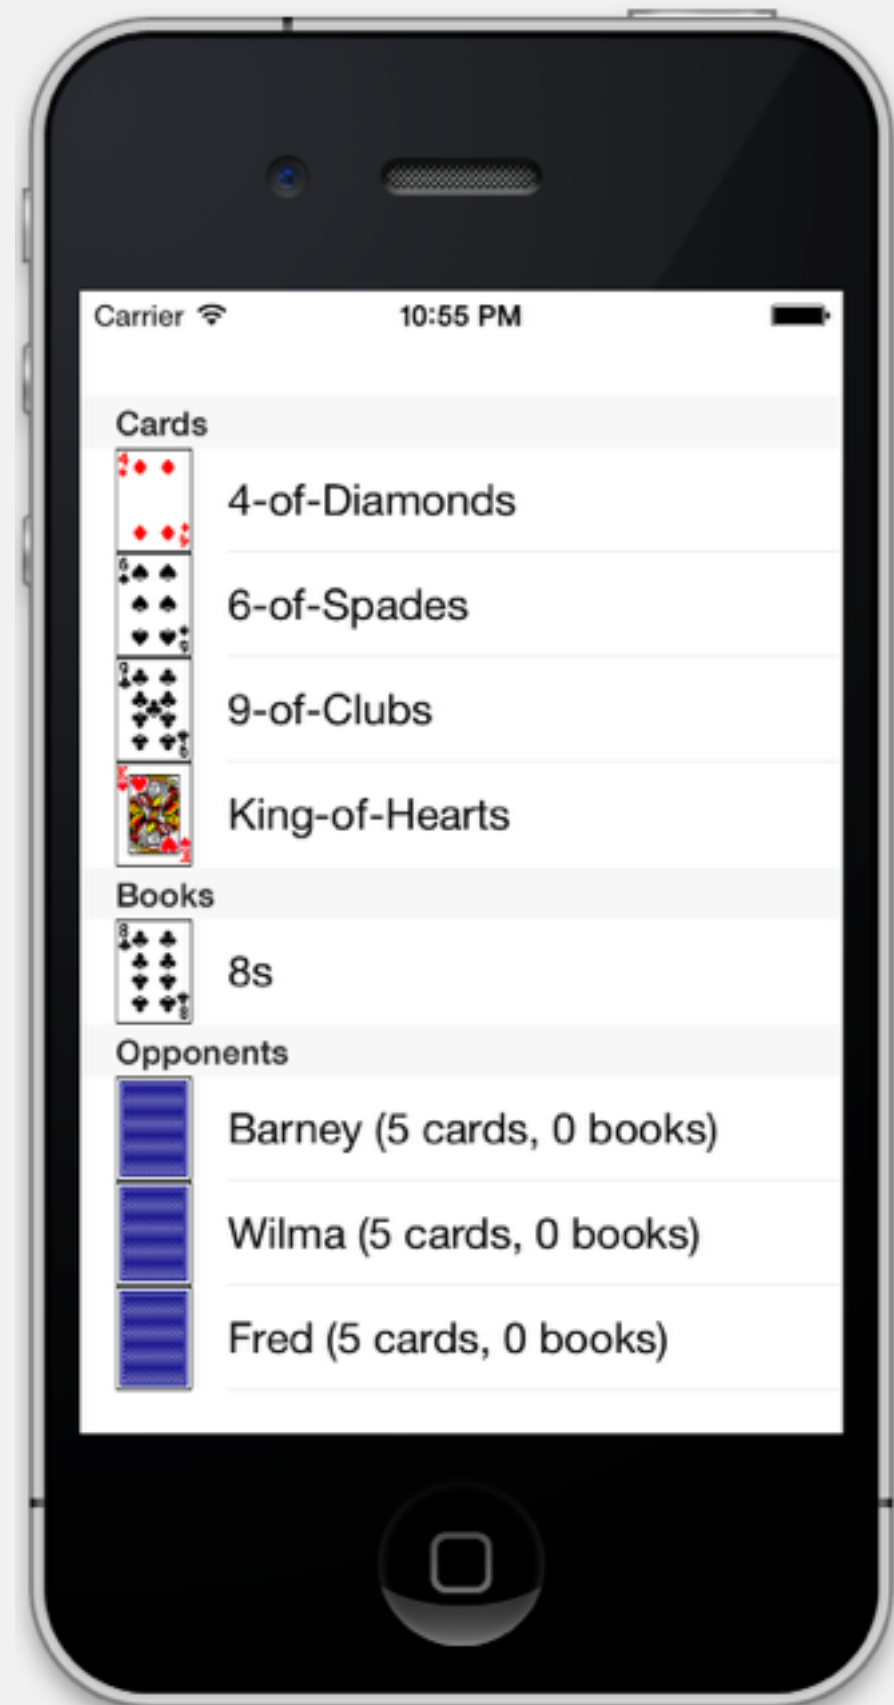 Carrier 10:55 PM
Cards
4-of-Diamonds
6-of-Spades
9-of-Clubs
King-of-Hearts
Books
8s
Opponents
Barney (5 cards, 0 books)
Wilma (5 cards, 0 books)
Fred (5 cards, 0 books)